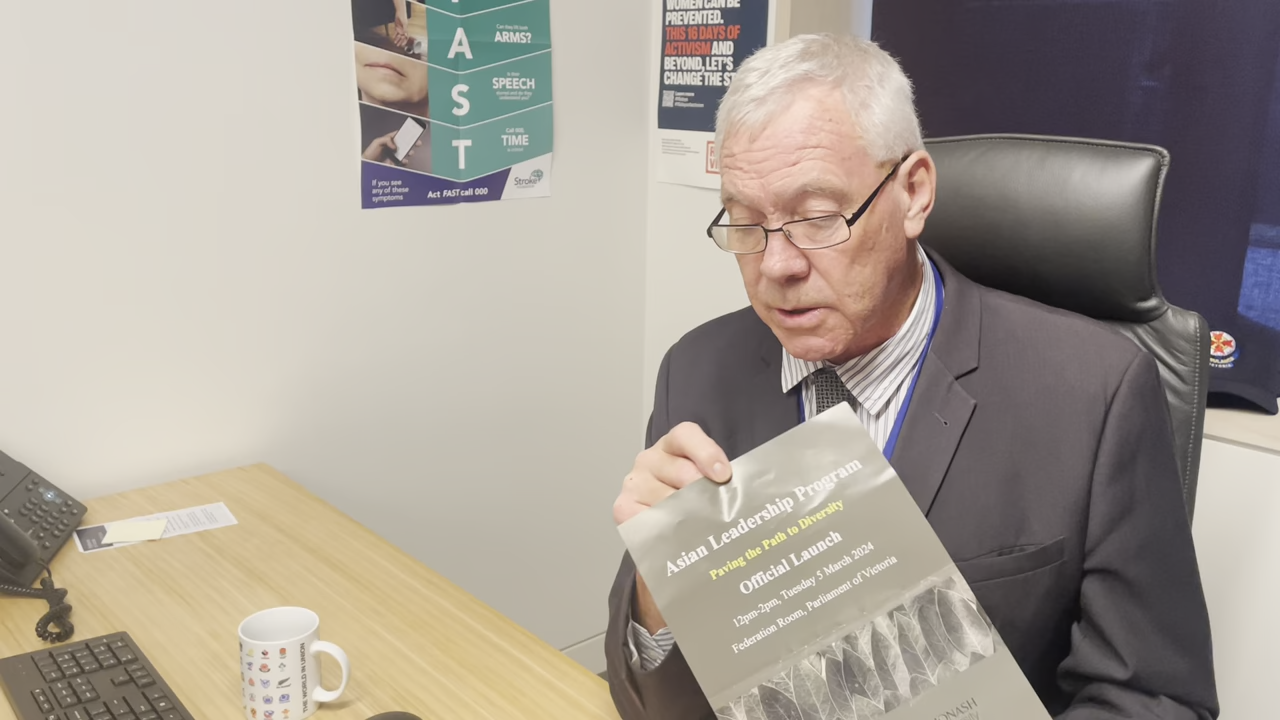 A
S
T
Can they lift both
ARMS?
SPEECH
Call 000,
TIME
If you see
any of these
symptoms
Act FAST call 000
Stroke
WOMEN CAN BE
PREVENTED.
THIS 16 DAYS OF
ACTIVISM AND
BEYOND, LET'S
CHANGE THE
Asian Leadership Program
Paving the Path to Diversity
Official Launch
12pm-2pm, Tuesday 5 March 2024
Federation Room, Parliament of Victoria
MONASH
THE WORLD IN UNION